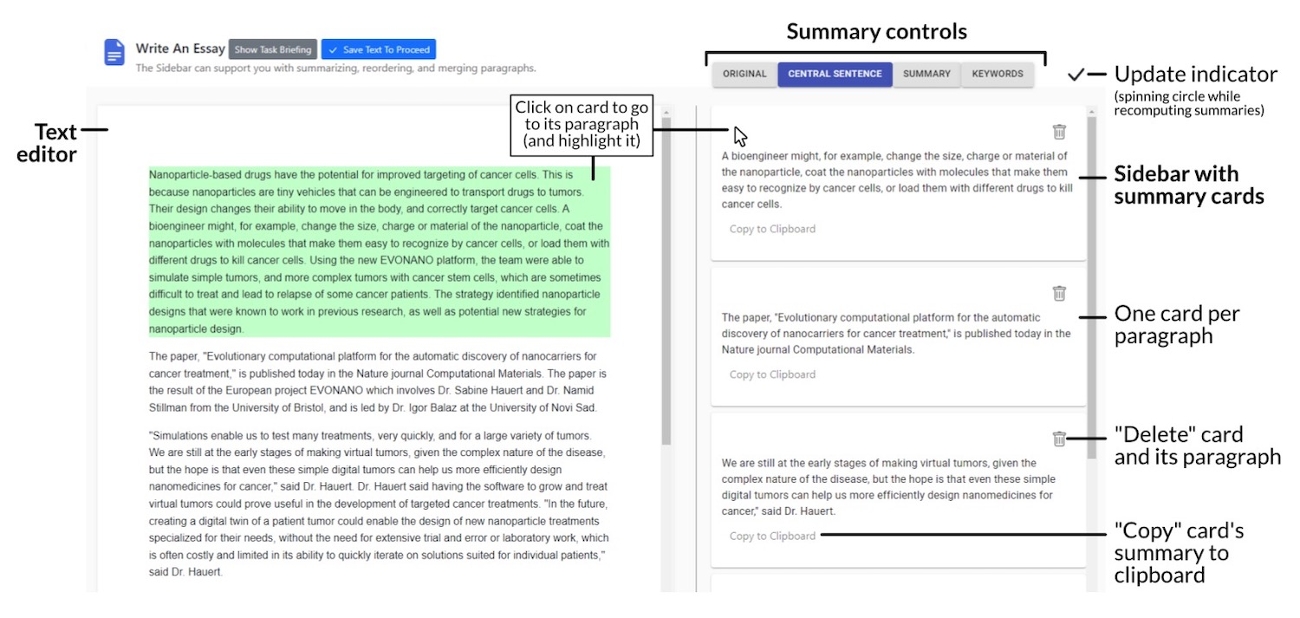 Summary controls
Write An Essay Show Task Briefing ✓ Save Text To Proceed
The Sidebar can support you with summarizing, reordering, and merging paragraphs.
ORIGINAL CENTRAL SENTENCE SUMMARY KEYWORDS
Update indicator
(spinning circle while
recomputing summaries)
Text
editor
Click on card to go
to its paragraph
(and highlight it)
Nanoparticle-based drugs have the potential for improved targeting of cancer cells. This is
because nanoparticles are tiny vehicles that can be engineered to transport drugs to tumors.
Their design changes their ability to move in the body, and correctly target cancer cells. A
bioengineer might, for example, change the size, charge or material of the nanoparticle, coat the
nanoparticles with molecules that make them easy to recognize by cancer cells, or load them with
different drugs to kill cancer cells. Using the new EVONANO platform, the team were able to
simulate simple tumors, and more complex tumors with cancer stem cells, which are sometimes
difficult to treat and lead to relapse of some cancer patients. The strategy identified nanoparticle
designs that were known to work in previous research, as well as potential new strategies for
nanoparticle design.
The paper, "Evolutionary computational platform for the automatic discovery of nanocarriers for
cancer treatment," is published today in the Nature journal Computational Materials. The paper is
the result of the European project EVONANO which involves Dr. Sabine Hauert and Dr. Namid
Stillman from the University of Bristol, and is led by Dr. Igor Balaz at the University of Novi Sad.
"Simulations enable us to test many treatments, very quickly, and for a large variety of tumors.
We are still at the early stages of making virtual tumors, given the complex nature of the disease,
but the hope is that even these simple digital tumors can help us more efficiently design
nanomedicines for cancer," said Dr. Hauert. Dr. Hauert said having the software to grow and treat
virtual tumors could prove useful in the development of targeted cancer treatments. "In the future,
creating a digital twin of a patient tumor could enable the design of new nanoparticle treatments
specialized for their needs, without the need for extensive trial and error or laboratory work, which
is often costly and limited in its ability to quickly iterate on solutions suited for individual patients,"
said Dr. Hauert.
A bioengineer might, for example, change the size, charge or material of
the nanoparticle, coat the nanoparticles with molecules that make them
easy to recognize by cancer cells, or load them with different drugs to kill
cancer cells.
Copy to Clipboard
The paper, "Evolutionary computational platform for the automatic
discovery of nanocarriers for cancer treatment," is published today in the
Nature journal Computational Materials.
Copy to Clipboard
We are still at the early stages of making virtual tumors, given the
complex nature of the disease, but the hope is that even these simple
digital tumors can help us more efficiently design nanomedicines for
cancer," said Dr. Hauert.
Copy to Clipboard
Sidebar with
summary cards
One card per
paragraph
"Delete" card
and its paragraph
"Copy" card's
summary to
clipboard